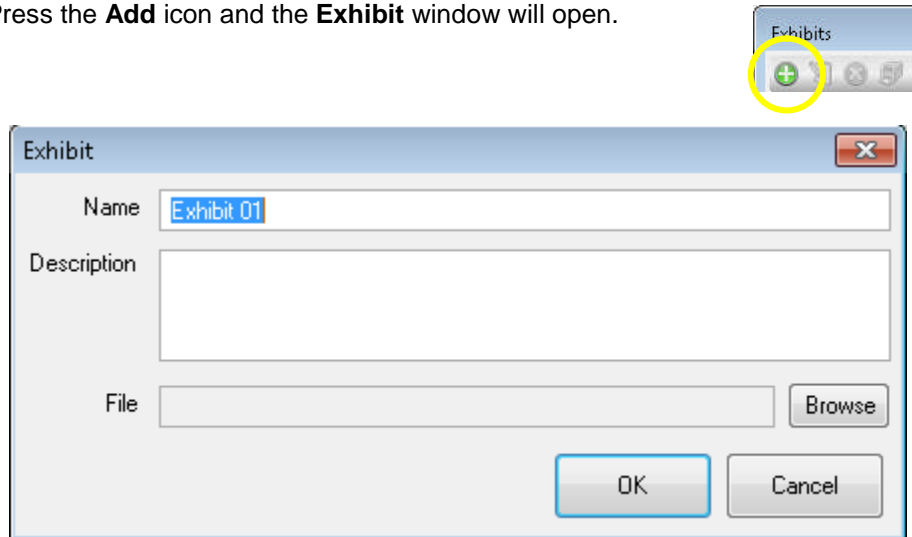 Press the Add icon and the Exhibit window will open.
Exhibits
Exhibit
Name Exhibit 01
Description
File Browse
OK Cancel